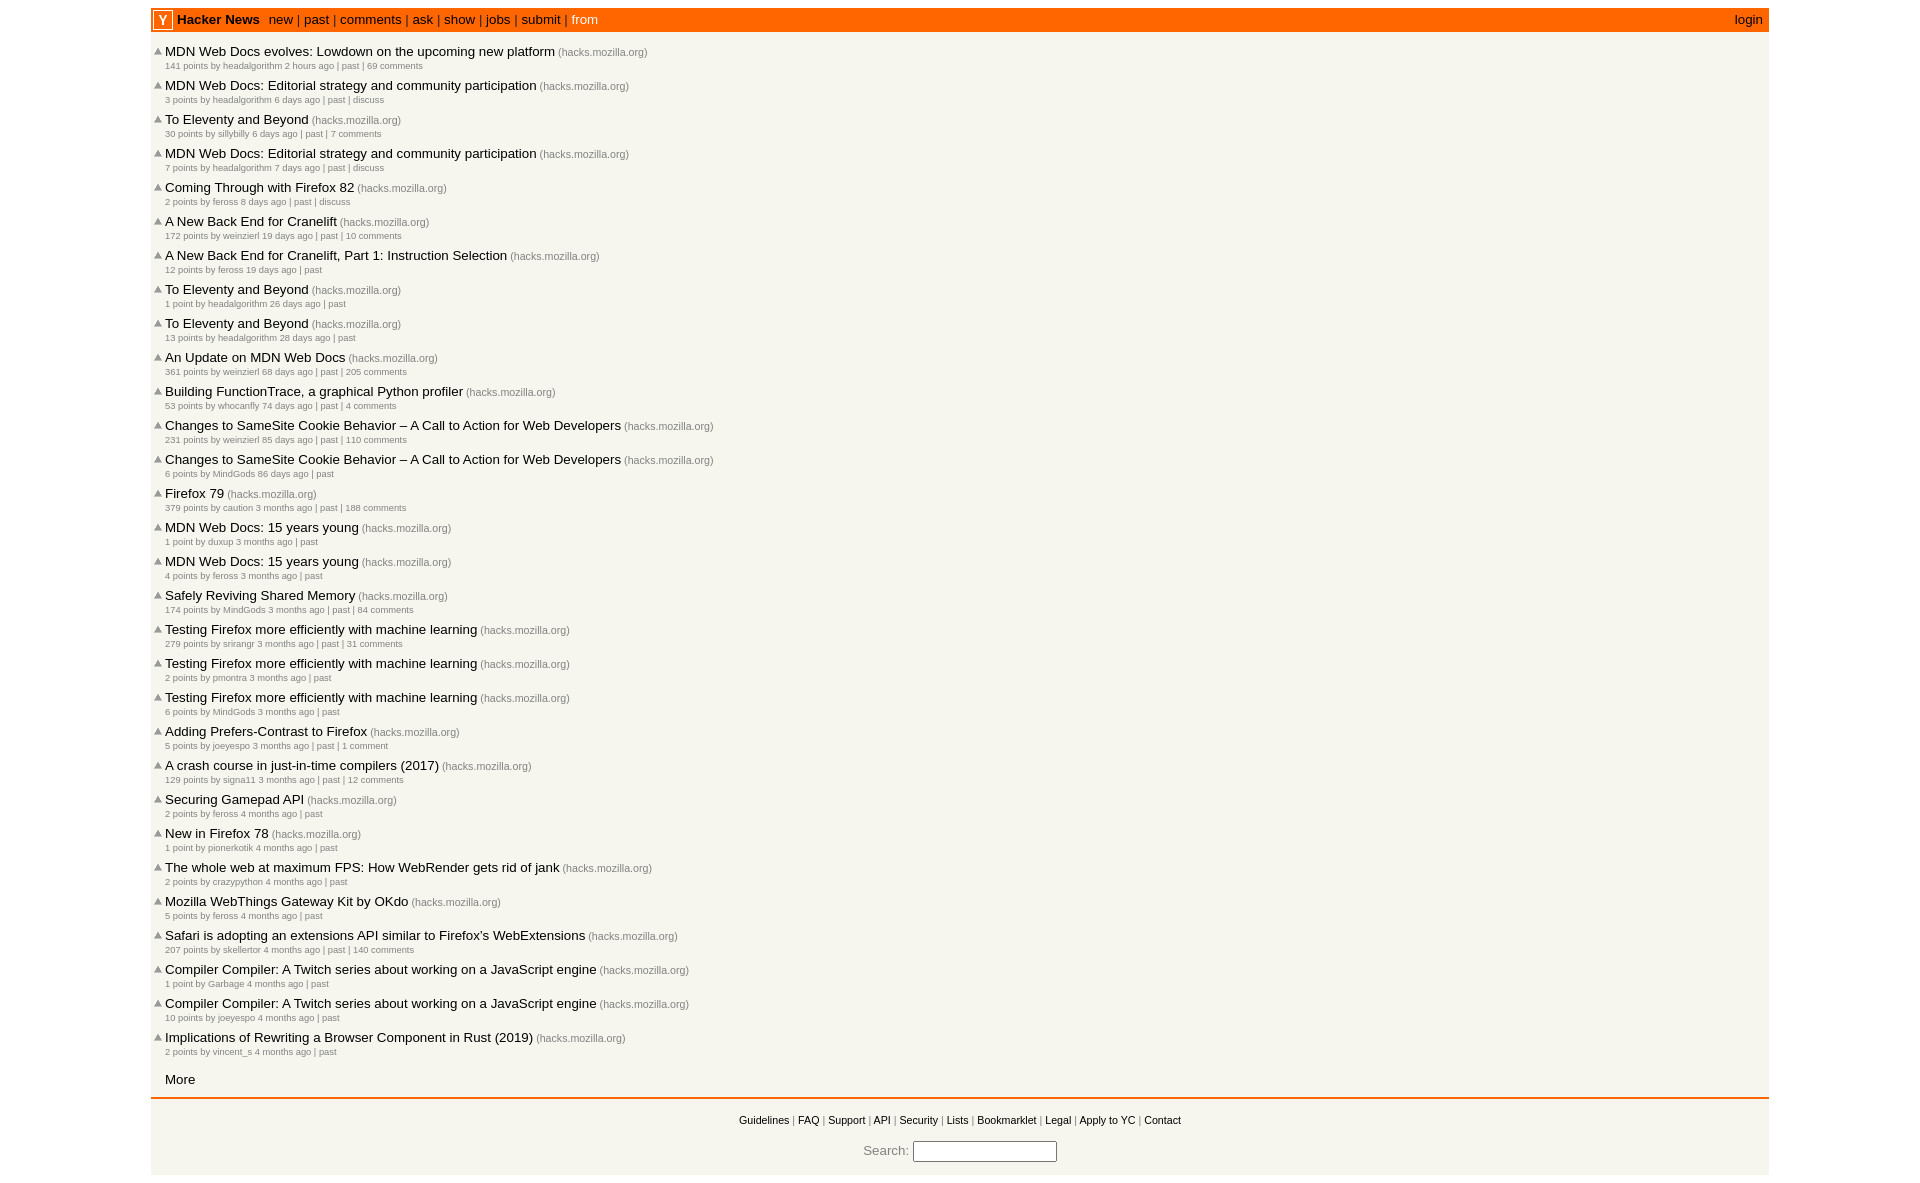 Y Hacker News new | past | comments | ask | show | jobs | submit | from login
MDN Web Docs evolves: Lowdown on the upcoming new platform (hacks.mozilla.org)
141 points by headalgorithm 2 hours ago | past | 69 comments
MDN Web Docs: Editorial strategy and community participation (hacks.mozilla.org)
3 points by headalgorithm 6 days ago | past | discuss
To Eleventy and Beyond (hacks.mozilla.org)
30 points by sillybilly 6 days ago | past | 7 comments
MDN Web Docs: Editorial strategy and community participation (hacks.mozilla.org)
7 points by headalgorithm 7 days ago | past | discuss
Coming Through with Firefox 82 (hacks.mozilla.org)
2 points by feross 8 days ago | past | discuss
A New Back End for Cranelift (hacks.mozilla.org)
172 points by weinzierl 19 days ago | past | 10 comments
A New Back End for Cranelift, Part 1: Instruction Selection (hacks.mozilla.org)
12 points by feross 19 days ago | past
To Eleventy and Beyond (hacks.mozilla.org)
1 point by headalgorithm 26 days ago | past
To Eleventy and Beyond (hacks.mozilla.org)
13 points by headalgorithm 28 days ago | past
An Update on MDN Web Docs (hacks.mozilla.org)
361 points by weinzierl 68 days ago | past | 205 comments
Building FunctionTrace, a graphical Python profiler (hacks.mozilla.org)
53 points by whocanfly 74 days ago | past | 4 comments
Changes to SameSite Cookie Behavior – A Call to Action for Web Developers (hacks.mozilla.org)
231 points by weinzierl 85 days ago | past | 110 comments
Changes to SameSite Cookie Behavior – A Call to Action for Web Developers (hacks.mozilla.org)
6 points by MindGods 86 days ago | past
Firefox 79 (hacks.mozilla.org)
379 points by caution 3 months ago | past | 188 comments
MDN Web Docs: 15 years young (hacks.mozilla.org)
1 point by duxup 3 months ago | past
MDN Web Docs: 15 years young (hacks.mozilla.org)
4 points by feross 3 months ago | past
Safely Reviving Shared Memory (hacks.mozilla.org)
174 points by MindGods 3 months ago | past | 84 comments
Testing Firefox more efficiently with machine learning (hacks.mozilla.org)
279 points by srirangr 3 months ago | past | 31 comments
Testing Firefox more efficiently with machine learning (hacks.mozilla.org)
2 points by pmontra 3 months ago | past
Testing Firefox more efficiently with machine learning (hacks.mozilla.org)
6 points by MindGods 3 months ago | past
Adding Prefers-Contrast to Firefox (hacks.mozilla.org)
5 points by joeyespo 3 months ago | past | 1 comment
A crash course in just-in-time compilers (2017) (hacks.mozilla.org)
129 points by signa11 3 months ago | past | 12 comments
Securing Gamepad API (hacks.mozilla.org)
2 points by feross 4 months ago | past
New in Firefox 78 (hacks.mozilla.org)
1 point by pionerkotik 4 months ago | past
The whole web at maximum FPS: How WebRender gets rid of jank (hacks.mozilla.org)
2 points by crazypython 4 months ago | past
Mozilla WebThings Gateway Kit by OKdo (hacks.mozilla.org)
5 points by feross 4 months ago | past
Safari is adopting an extensions API similar to Firefox’s WebExtensions (hacks.mozilla.org)
207 points by skellertor 4 months ago | past | 140 comments
Compiler Compiler: A Twitch series about working on a JavaScript engine (hacks.mozilla.org)
1 point by Garbage 4 months ago | past
Compiler Compiler: A Twitch series about working on a JavaScript engine (hacks.mozilla.org)
10 points by joeyespo 4 months ago | past
Implications of Rewriting a Browser Component in Rust (2019) (hacks.mozilla.org)
2 points by vincent_s 4 months ago | past
More
Guidelines | FAQ | Support | API | Security | Lists | Bookmarklet | Legal | Apply to YC | Contact
Search: